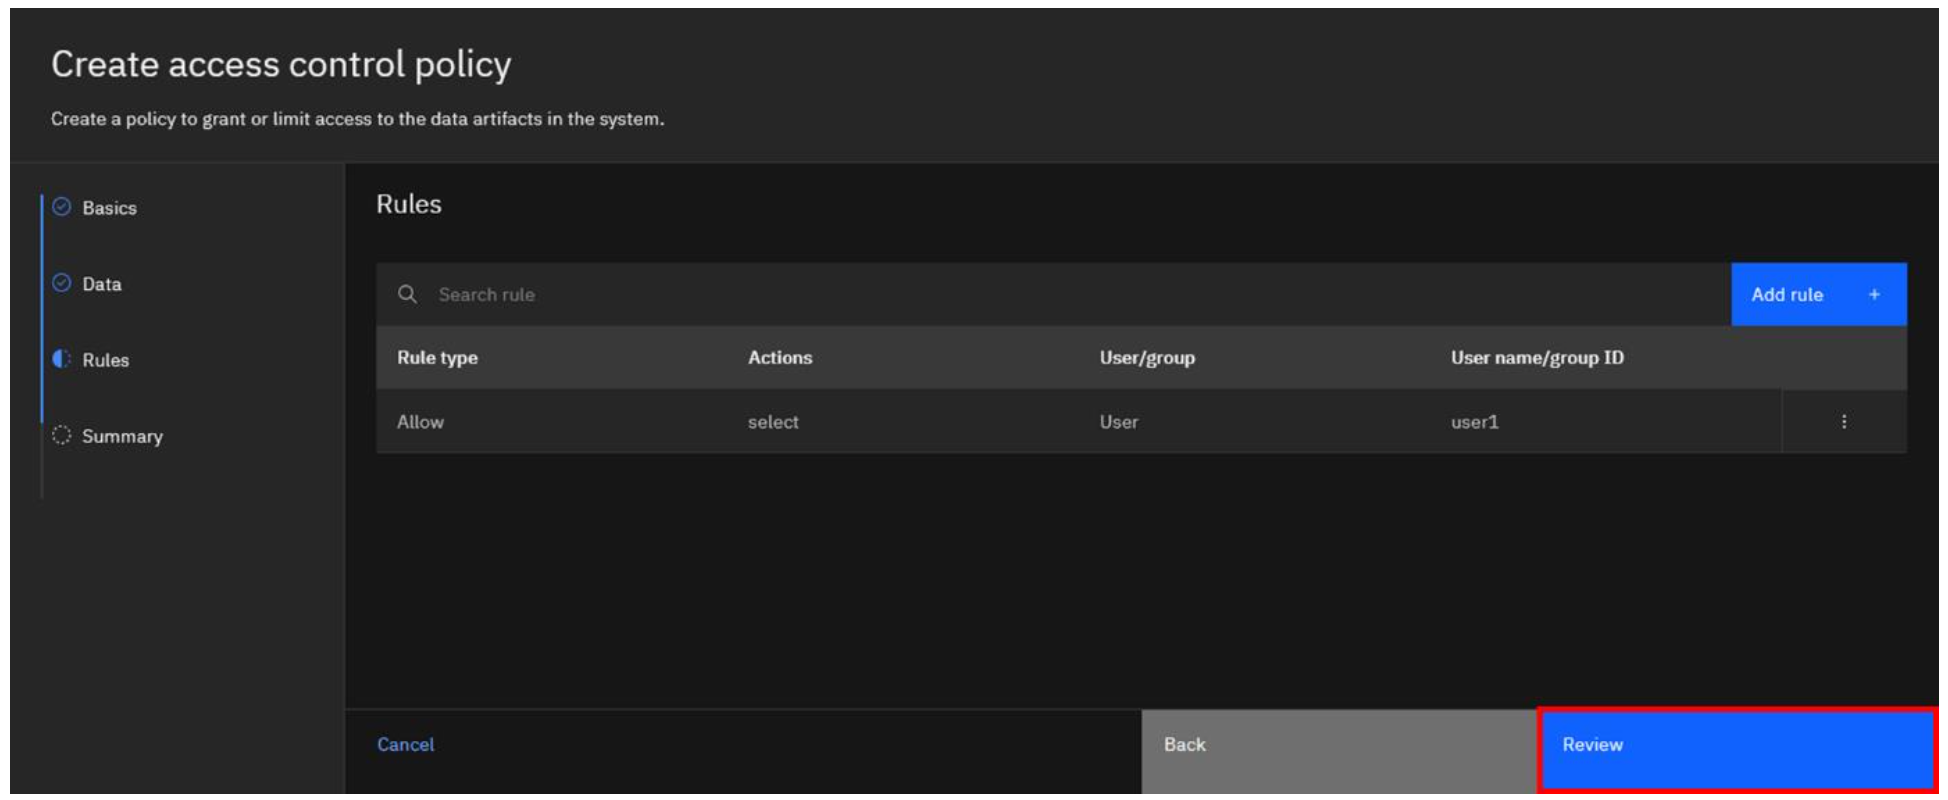 Create access control policy
Create a policy to grant or limit access to the data artifacts in the system.
Basics
Data
Rules
Summary
Rules
Search rule
Add rule +
Rule type Actions User/group User name/group ID
Allow select User user1
Cancel Back Review